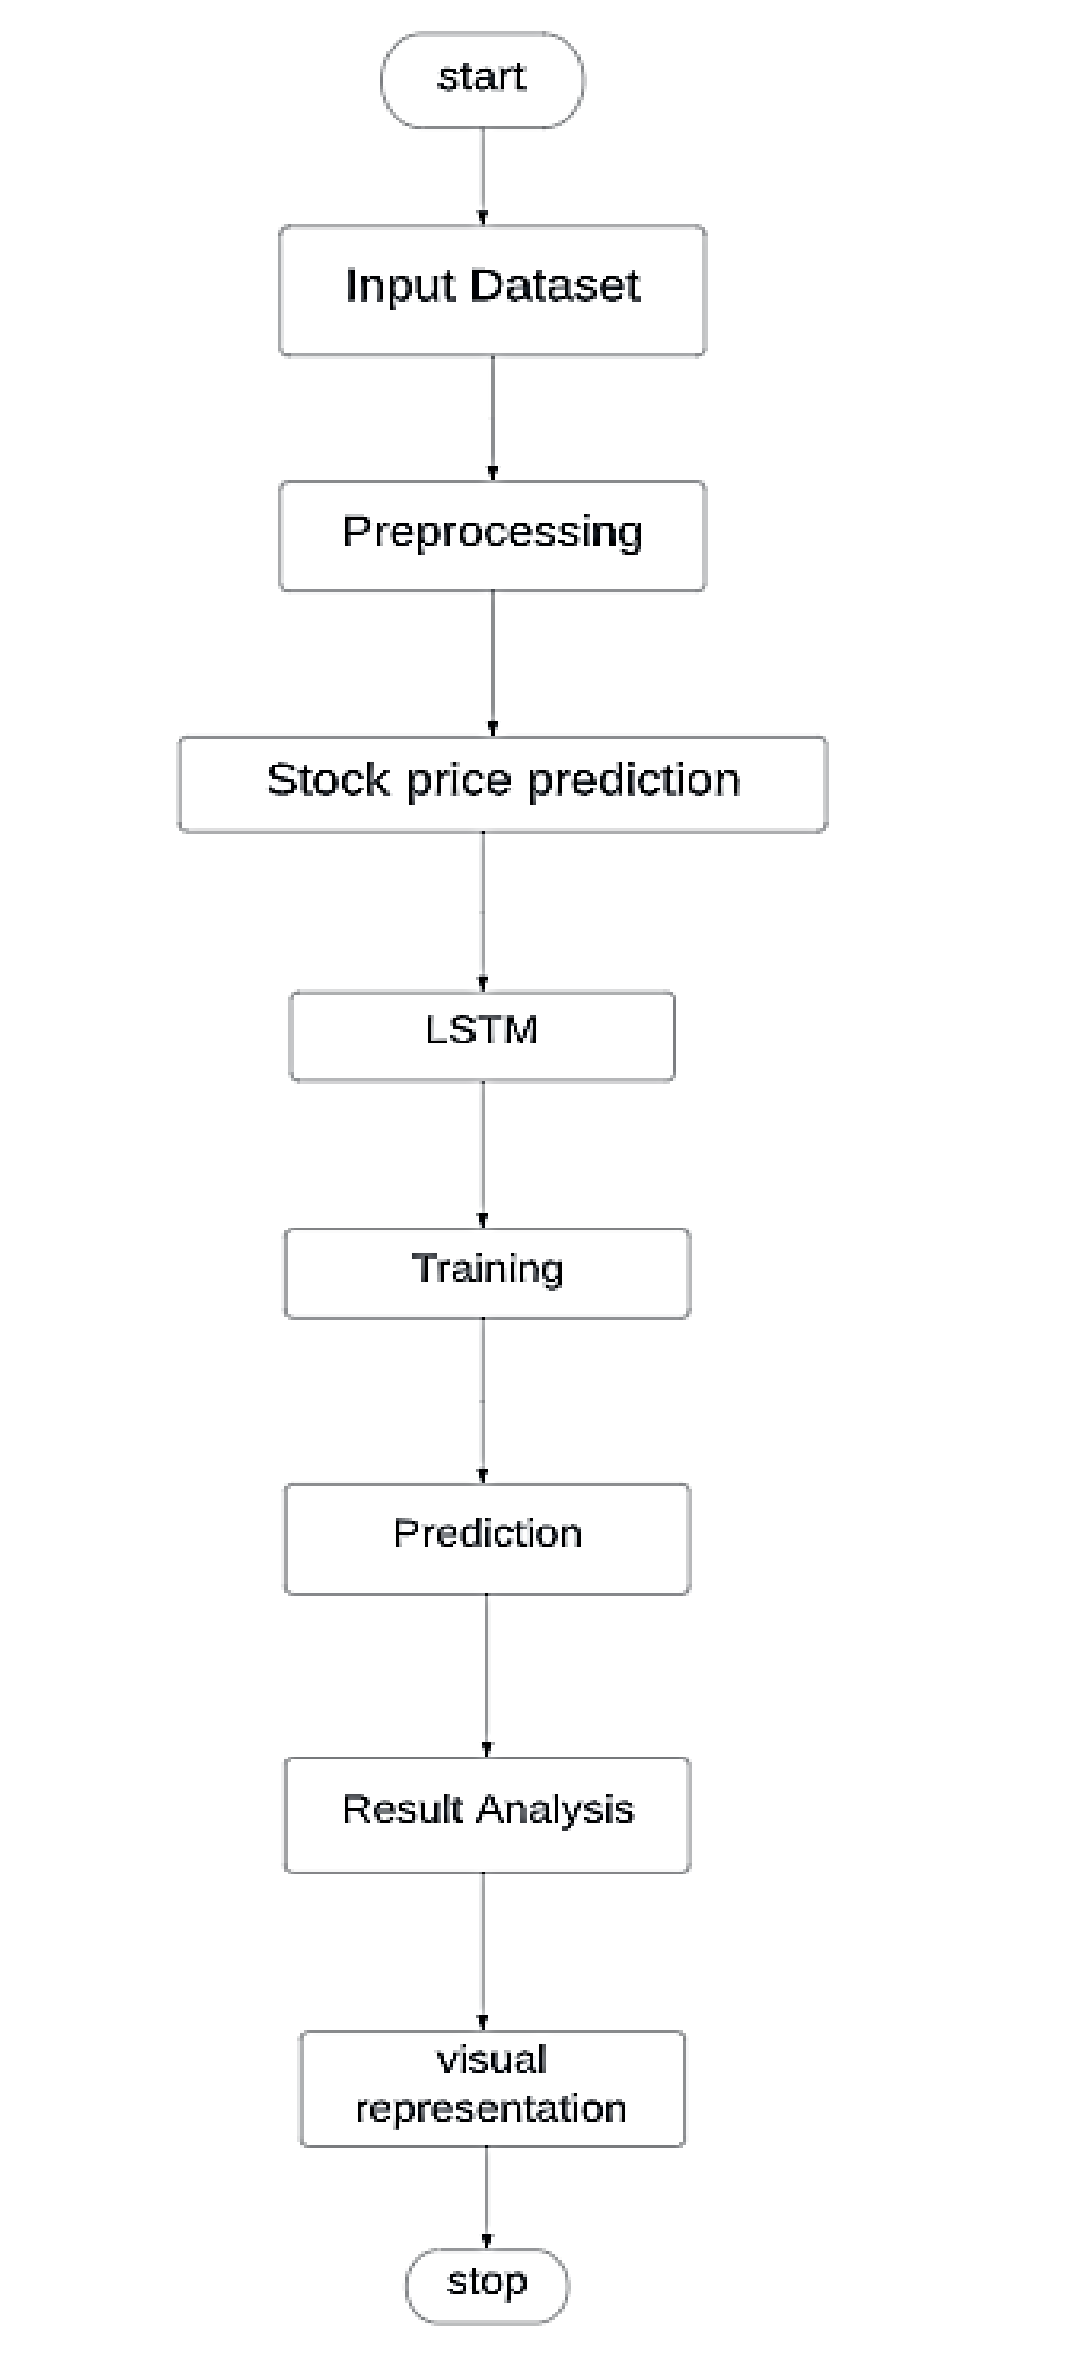 start
Input Dataset
Preprocessing
Stock price prediction
LSTM
Training
Prediction
Result Analysis
visual
representation
stop